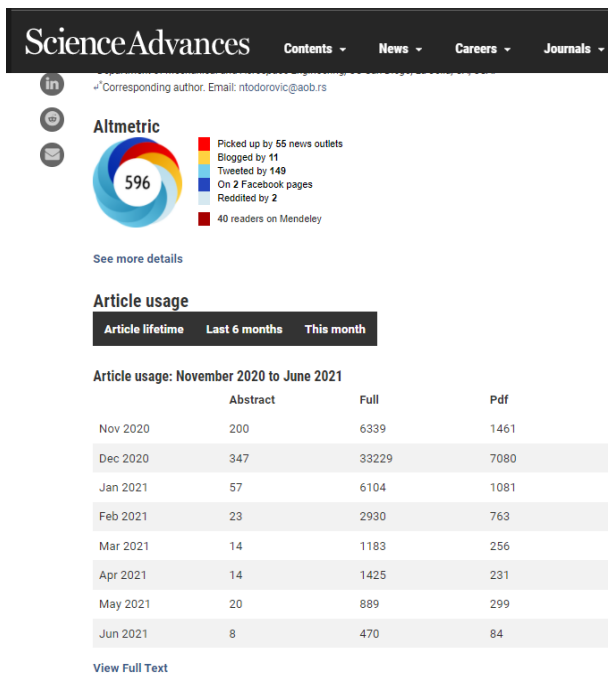 ScienceAdvances Contents News Careers Journals
Corresponding author. Email: ntodorovic@aob.rs
Altmetric
596
Picked up by 55 news outlets
Blogged by 11
Tweeted by 149
On 2 Facebook pages
Reddited by 2
40 readers on Mendeley
See more details
Article usage
Article lifetime Last 6 months This month
Article usage: November 2020 to June 2021
Abstract Full Pdf
Nov 2020 200 6339 1461
Dec 2020 347 33229 7080
Jan 2021 57 6104 1081
Feb 2021 23 2930 763
Mar 2021 14 1183 256
Apr 2021 14 1425 231
May 2021 20 889 299
Jun 2021 8 470 84
View Full Text